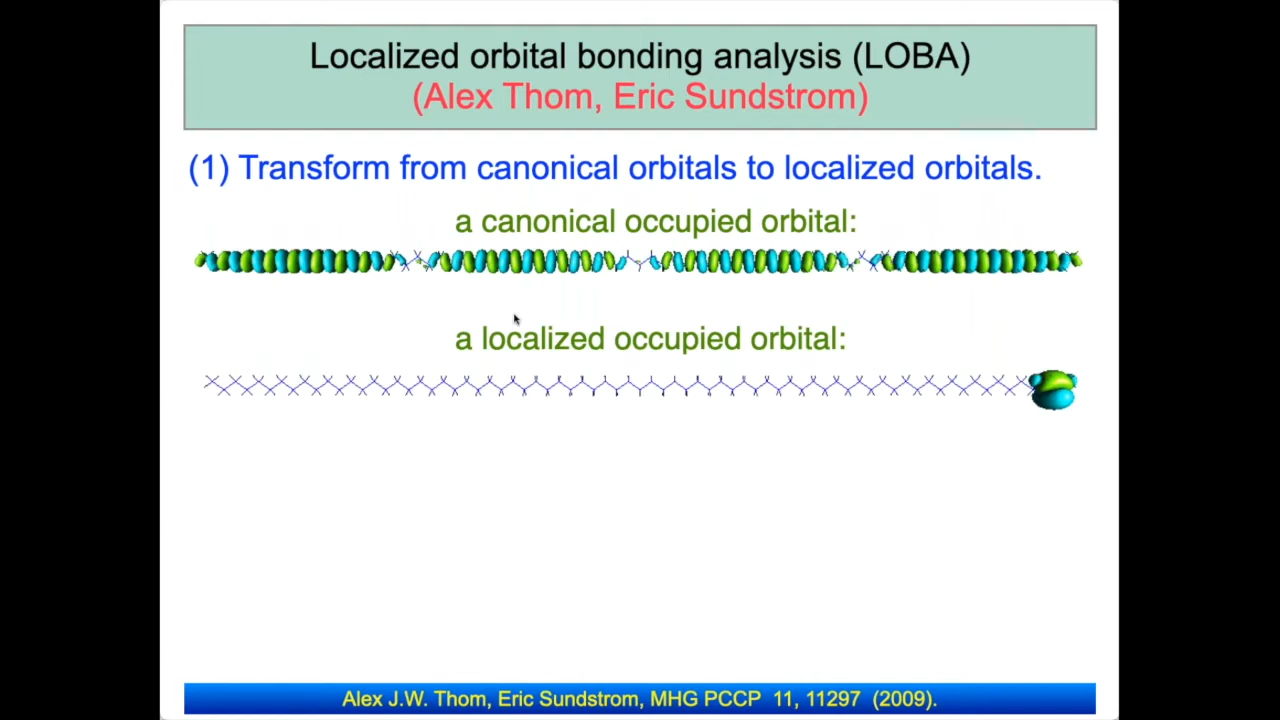 Localized orbital bonding analysis (LOBA)
(Alex Thom, Eric Sundstrom)
(1) Transform from canonical orbitals to localized orbitals.
a canonical occupied orbital:
a localized occupied orbital:
Alex J.W. Thom, Eric Sundstrom, MHG PCCP 11, 11297 (2009).